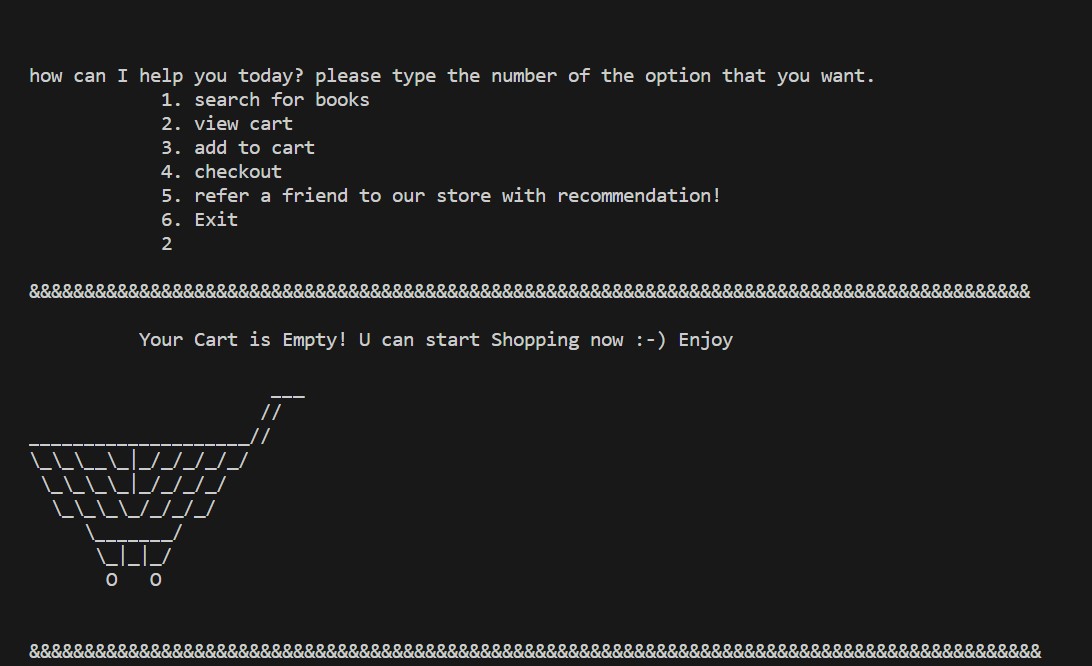 how can I help you today? please type the number of the option that you want.
            1. search for books
            2. view cart
            3. add to cart
            4. checkout
            5. refer a friend to our store with recommendation!
            6. Exit
            2
&&&&&&&&&&&&&&&&&&&&&&&&&&&&&&&&&&&&&&&&&&&&&&&&&&&&&&&&&&&&&&&&&&&&&&&&&&&&&&&&&&&&&&&&&&&
          Your Cart is Empty! U can start Shopping now :-) Enjoy
                      ___
                     //
____________________//
\_\_\__\_|_/_/_/_/_/
 \_\_\_\_|_/_/_/_/
  \_\_\_\_/_/_/_/
     \_______/
      \_|_|_/
       O   O
&&&&&&&&&&&&&&&&&&&&&&&&&&&&&&&&&&&&&&&&&&&&&&&&&&&&&&&&&&&&&&&&&&&&&&&&&&&&&&&&&&&&&&&&&&&&